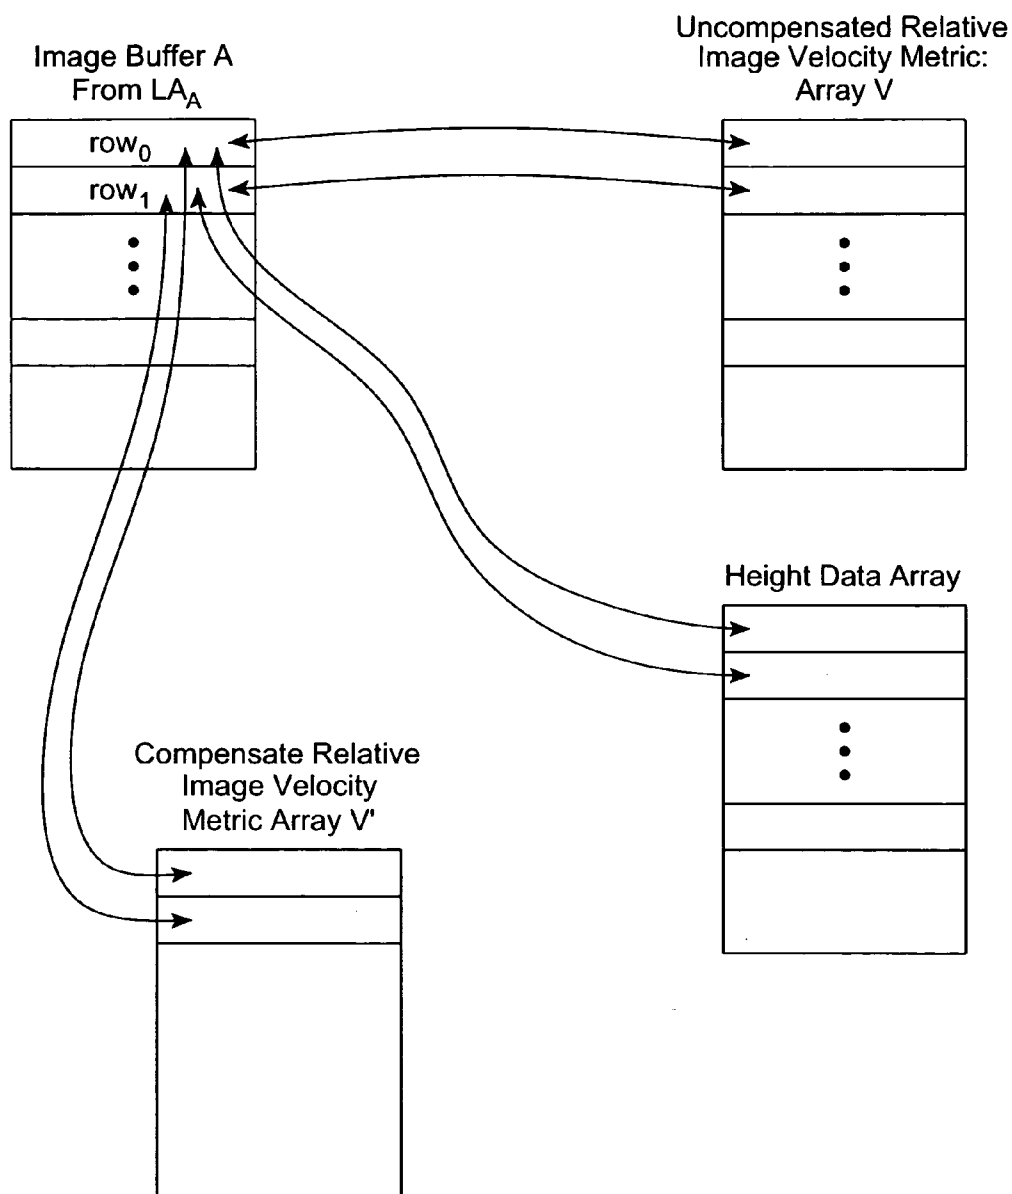 Image Buffer A
From LA_A
row_0
row_1
Uncompensated Relative
Image Velocity Metric:
Array V
Height Data Array
Compensate Relative
Image Velocity
Metric Array V'